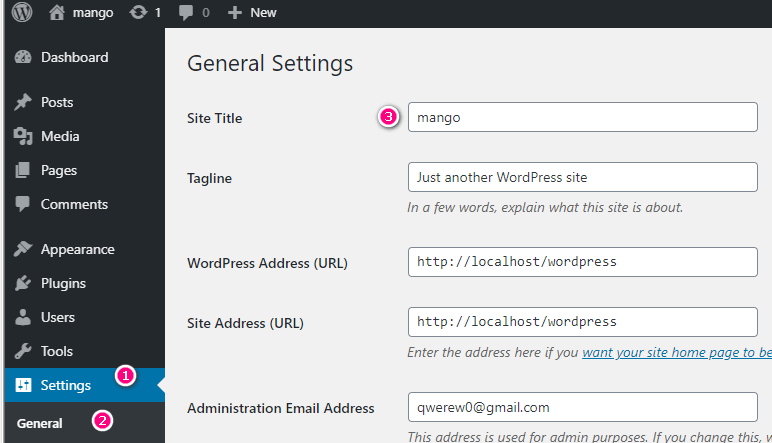 mango 1 0 New
Dashboard
Posts
Media
Pages
Comments
Appearance
Plugins
Users
Tools
Settings 1
General 2
General Settings
Site Title 3 mango
Tagline Just another WordPress site
In a few words, explain what this site is about.
WordPress Address (URL) http://localhost/wordpress
Site Address (URL) http://localhost/wordpress
Enter the address here if you want your site home page to be
Administration Email Address qwerew0@gmail.com
This address is used for admin purposes. If you change this,